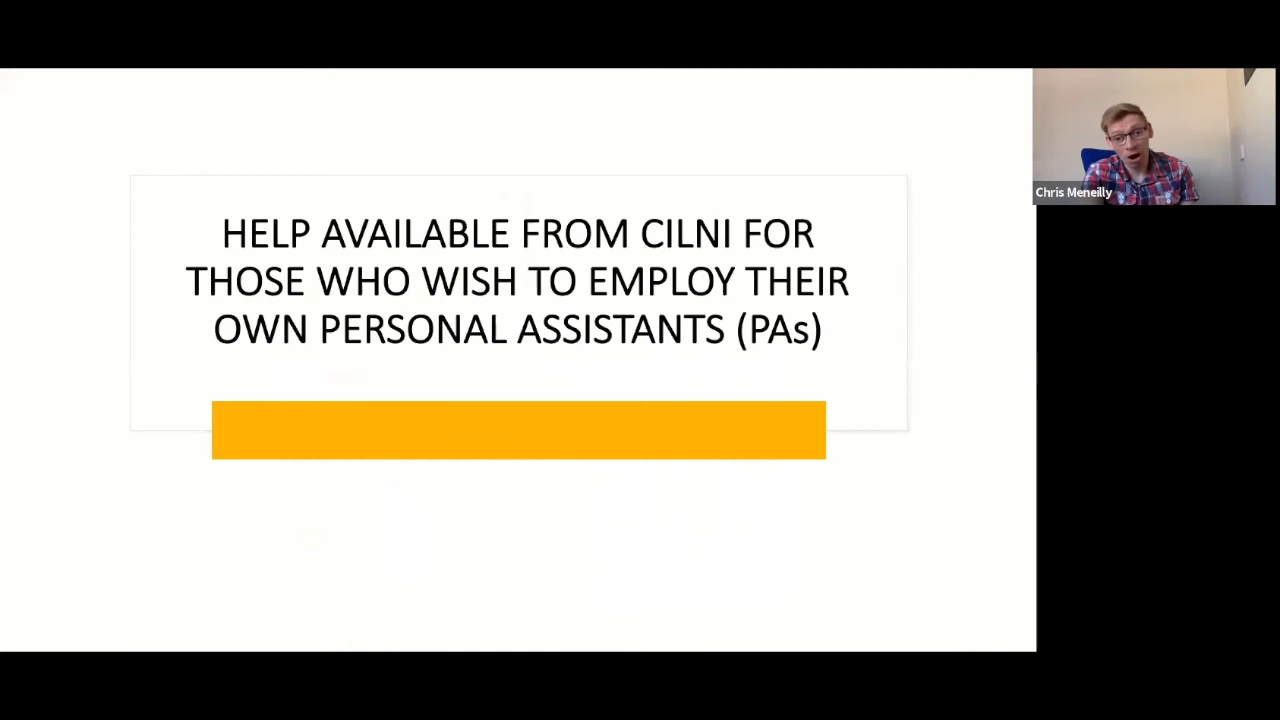 HELP AVAILABLE FROM CILNI FOR
THOSE WHO WISH TO EMPLOY THEIR
OWN PERSONAL ASSISTANTS (PAs)
Chris Meneilly